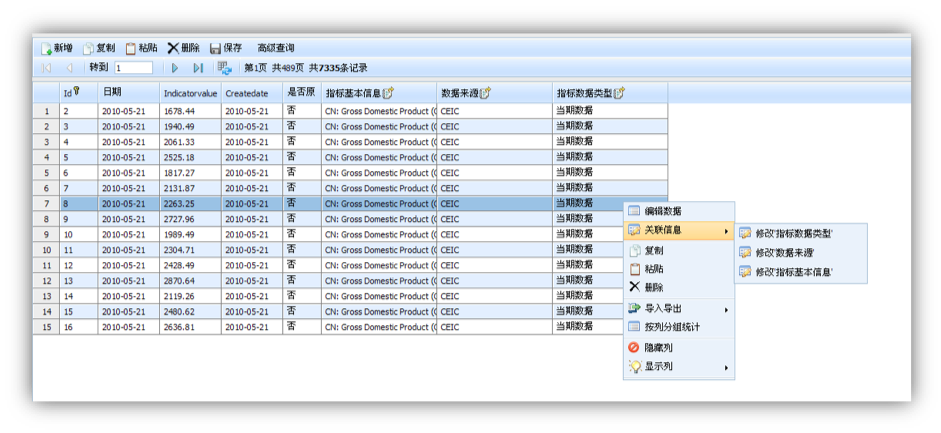 新增 复制 粘贴 删除 保存 高级查询
转到 1 第1页 共489页 共7335条记录
Id 日期 Indicatorvalue Createdate 是否原 指标基本信息 数据来源 指标数据类型
1 2 2010-05-21 1678.44 2010-05-21 否 CN: Gross Domestic Product ( CEIC 当期数据
2 3 2010-05-21 1940.49 2010-05-21 否 CN: Gross Domestic Product ( CEIC 当期数据
3 4 2010-05-21 2061.33 2010-05-21 否 CN: Gross Domestic Product ( CEIC 当期数据
4 5 2010-05-21 2525.18 2010-05-21 否 CN: Gross Domestic Product ( CEIC 当期数据
5 6 2010-05-21 1817.27 2010-05-21 否 CN: Gross Domestic Product ( CEIC 当期数据
6 7 2010-05-21 2131.87 2010-05-21 否 CN: Gross Domestic Product ( CEIC 当期数据
7 8 2010-05-21 2263.25 2010-05-21 否 CN: Gross Domestic Product ( CEIC 当期数据
8 9 2010-05-21 2727.96 2010-05-21 否 CN: Gross Domestic Product ( CEIC 当期数据
9 10 2010-05-21 1989.49 2010-05-21 否 CN: Gross Domestic Product ( CEIC 当期数据
10 11 2010-05-21 2304.71 2010-05-21 否 CN: Gross Domestic Product ( CEIC 当期数据
11 12 2010-05-21 2428.49 2010-05-21 否 CN: Gross Domestic Product ( CEIC 当期数据
12 13 2010-05-21 2870.64 2010-05-21 否 CN: Gross Domestic Product ( CEIC 当期数据
13 14 2010-05-21 2119.26 2010-05-21 否 CN: Gross Domestic Product ( CEIC 当期数据
14 15 2010-05-21 2480.62 2010-05-21 否 CN: Gross Domestic Product ( CEIC 当期数据
15 16 2010-05-21 2636.81 2010-05-21 否 CN: Gross Domestic Product ( CEIC 当期数据
编辑数据
关联信息
复制
粘贴
删除
导入导出
按列分组统计
隐藏列
显示列
修改'指标数据类型'
修改'数据来源'
修改'指标基本信息'